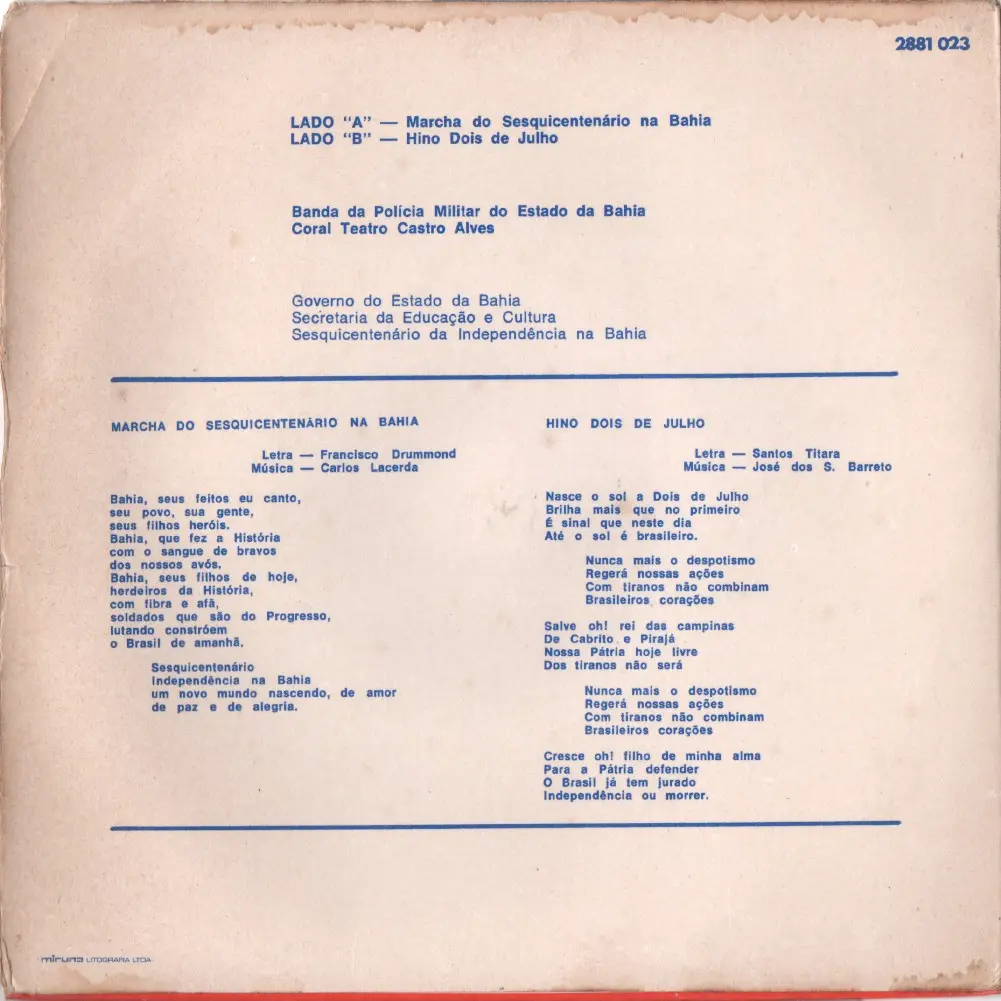 2881 023
LADO "A" — Marcha do Sesquicentenário na Bahia
LADO "B" — Hino Dois de Julho
Banda da Polícia Militar do Estado da Bahia
Coral Teatro Castro Alves
Governo do Estado da Bahia
Secretaria da Educação e Cultura
Sesquicentenário da Independência na Bahia
MARCHA DO SESQUICENTENÁRIO NA BAHIA
Letra — Francisco Drummond
Música — Carlos Lacerda
Bahia, seus feitos eu canto,
seu povo, sua gente,
seus filhos heróis.
Bahia, que fez a História
com o sangue de bravos
dos nossos avós.
Bahia, seus filhos de hoje,
herdeiros da História,
com fibra e afã,
soldados que são do Progresso,
lutando constróem
o Brasil de amanhã.
Sesquicentenário
Independência na Bahia
um novo mundo nascendo, de amor
de paz e de alegria.
HINO DOIS DE JULHO
Letra — Santos Titara
Música — José dos S. Barreto
Nasce o sol a Dois de Julho
Brilha mais que no primeiro
É sinal que neste dia
Até o sol é brasileiro.
Nunca mais o despotismo
Regerá nossas ações
Com tiranos não combinam
Brasileiros corações
Salve oh! rei das campinas
De Cabrito e Pirajá
Nossa Pátria hoje livre
Dos tiranos não será
Nunca mais o despotismo
Regerá nossas ações
Com tiranos não combinam
Brasileiros corações
Cresce oh! filho de minha alma
Para a Pátria defender
O Brasil já tem jurado
Independência ou morrer.
miruna LITOGRAFIA LTDA